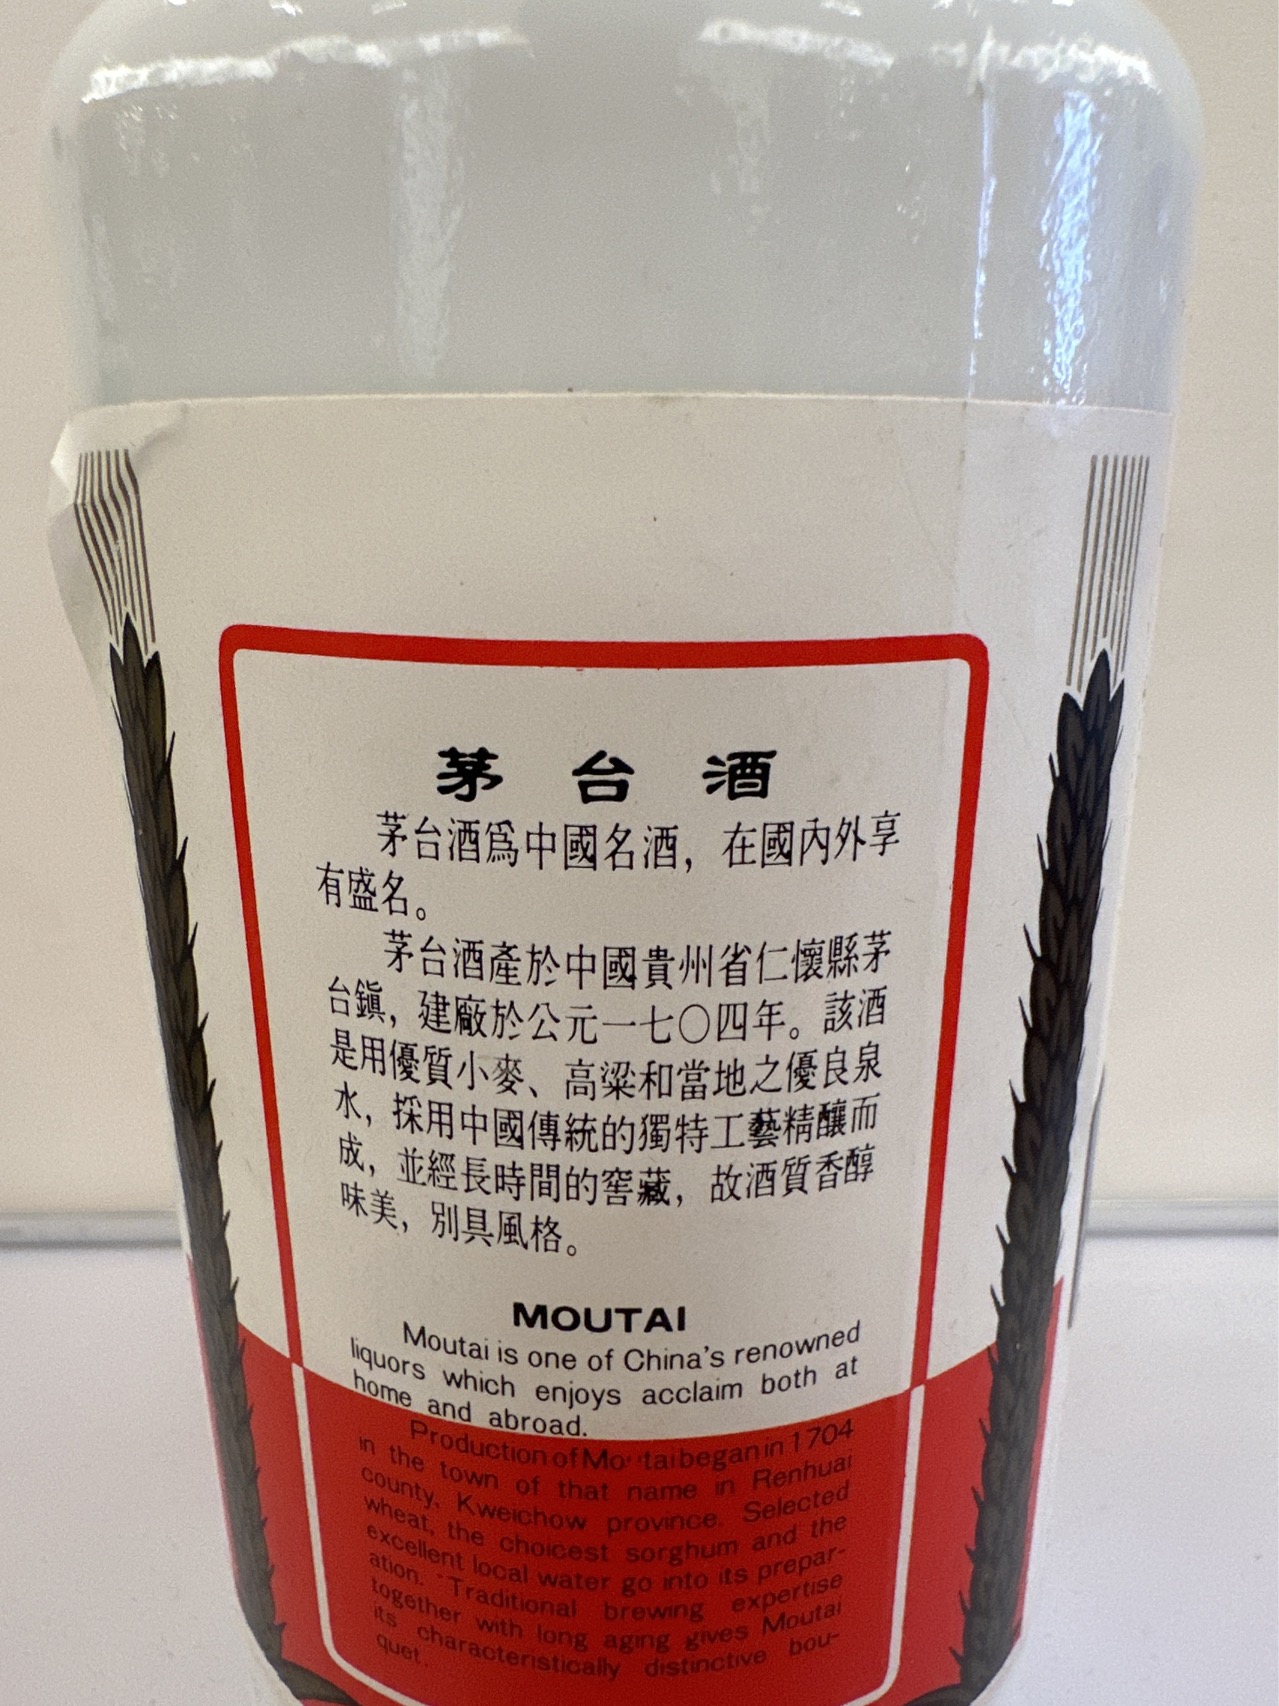 茅台酒
茅台酒爲中國名酒，在國內外享
有盛名。
茅台酒產於中國貴州省仁懷縣茅
台鎭，建廠於公元一七〇四年。該酒
是用優質小麥、高粱和當地之優良泉
水，採用中國傳統的獨特工藝精釀而
成，並經長時間的窖藏，故酒質香醇
味美，別具風格。
MOUTAI
Moutai is one of China's renowned
liquors which enjoys acclaim both at
home and abroad.
Production of Moutai began in 1704
in the town of that name in Renhuai
county, Kweichow province. Selected
wheat, the choicest sorghum and the
excellent local water go into its prepar-
ation. Traditional brewing expertise
together with long aging gives Moutai
its characteristically distinctive bou-
quet.